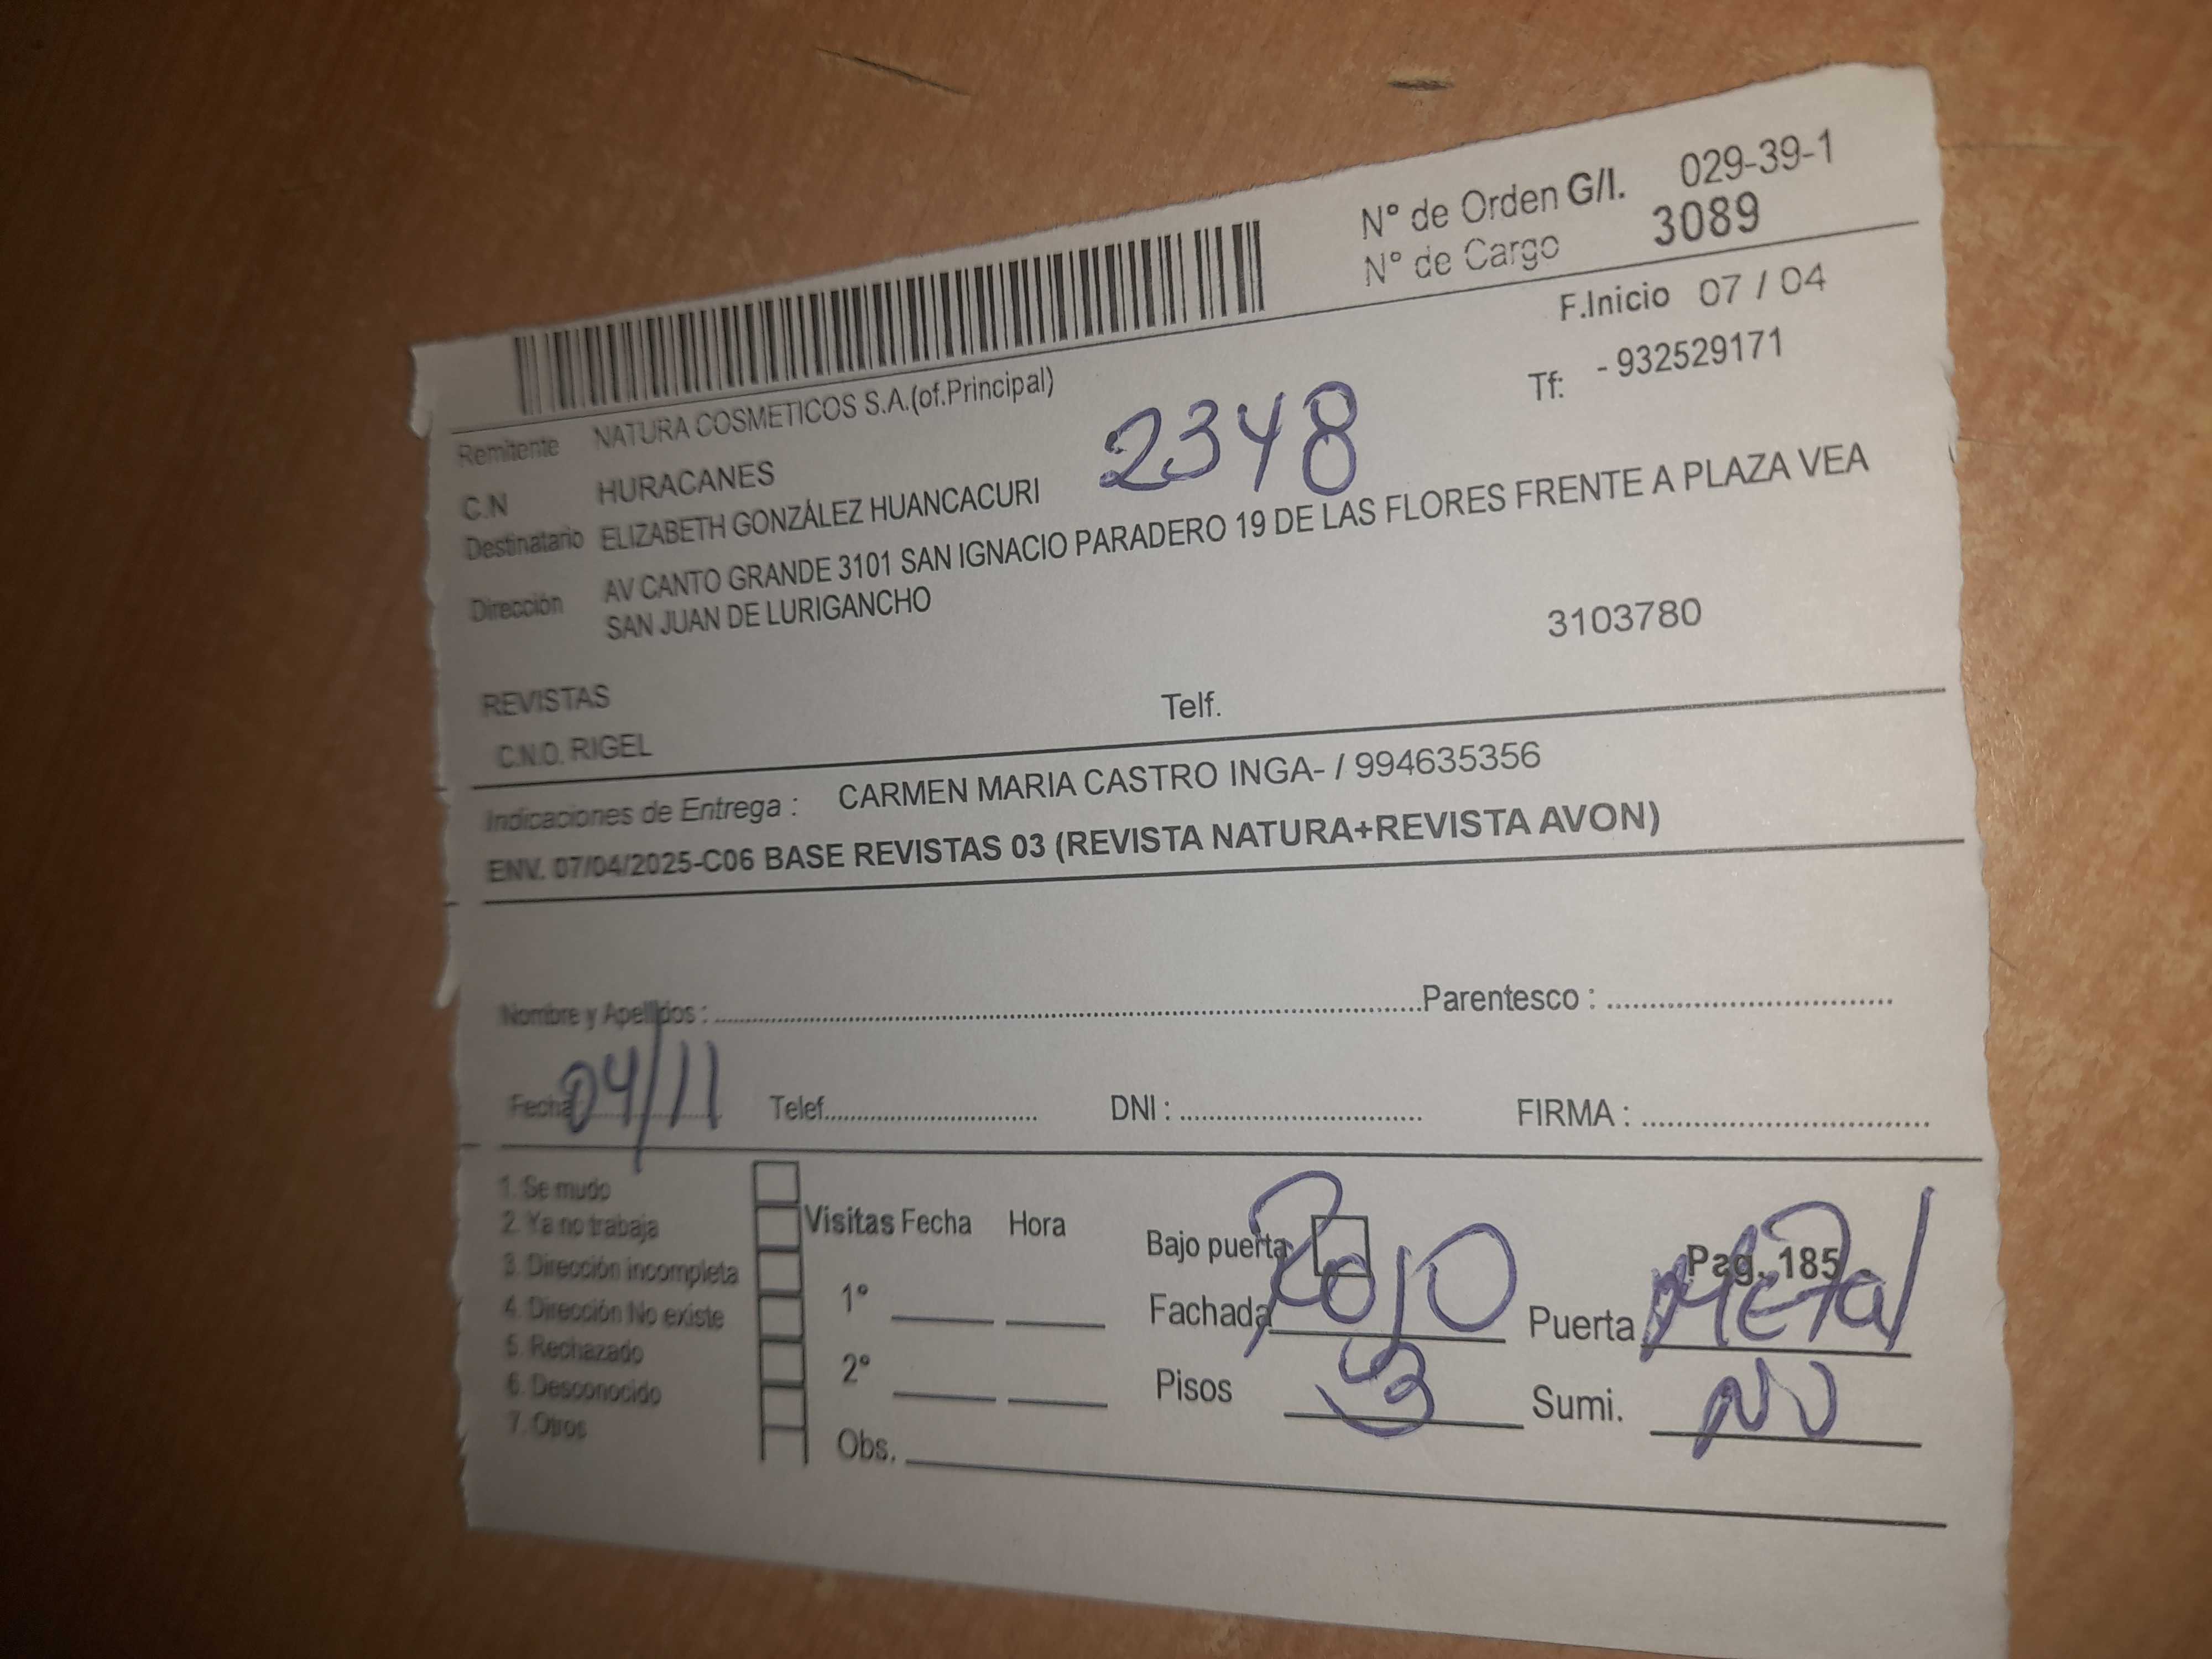 N° de Orden G/I. 029-39-1
N° de Cargo 3089
F.Inicio 07 / 04
Tf: - 932529171
Remitente NATURA COSMETICOS S.A.(of.Principal)
C.N HURACANES
2348
Destinatario ELIZABETH GONZÁLEZ HUANCACURI
Dirección AV CANTO GRANDE 3101 SAN IGNACIO PARADERO 19 DE LAS FLORES FRENTE A PLAZA VEA
SAN JUAN DE LURIGANCHO
3103780
REVISTAS
C.N.O. RIGEL Telf.
Indicaciones de Entrega : CARMEN MARIA CASTRO INGA- / 994635356
ENV. 07/04/2025-C06 BASE REVISTAS 03 (REVISTA NATURA+REVISTA AVON)
Nombre y Apellidos : Parentesco :
Fecha 04/11 Telef. DNI : FIRMA :
1. Se mudo
2. Ya no trabaja
3. Dirección incompleta
4. Dirección No existe
5. Rechazado
6. Desconocido
7. Otros
Visitas Fecha Hora
1°
2°
Obs.
Bajo puerta Pag. 185
Fachada Rojo Puerta Metal
Pisos 3 Sumi. NO